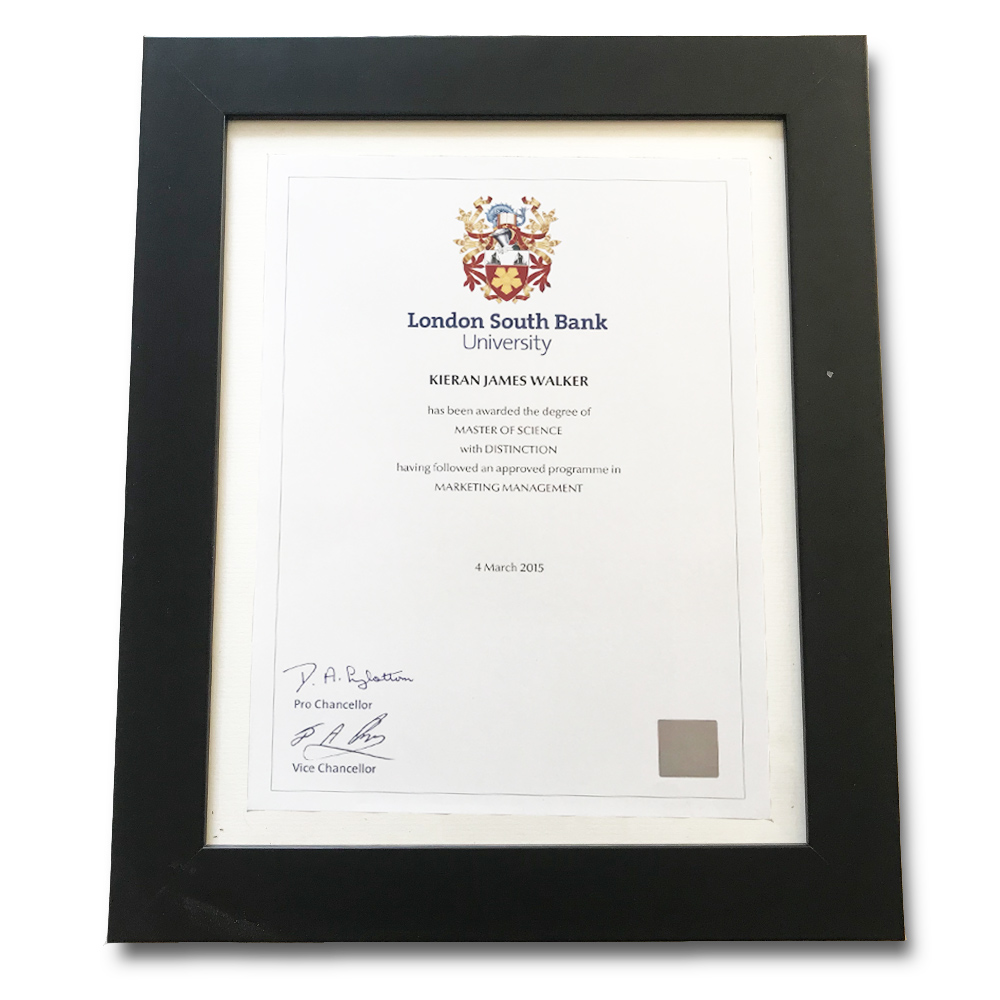 London South Bank
University
KIERAN JAMES WALKER
has been awarded the degree of
MASTER OF SCIENCE
with DISTINCTION
having followed an approved programme in
MARKETING MANAGEMENT
4 March 2015
D. A.
Pro Chancellor
Vice Chancellor